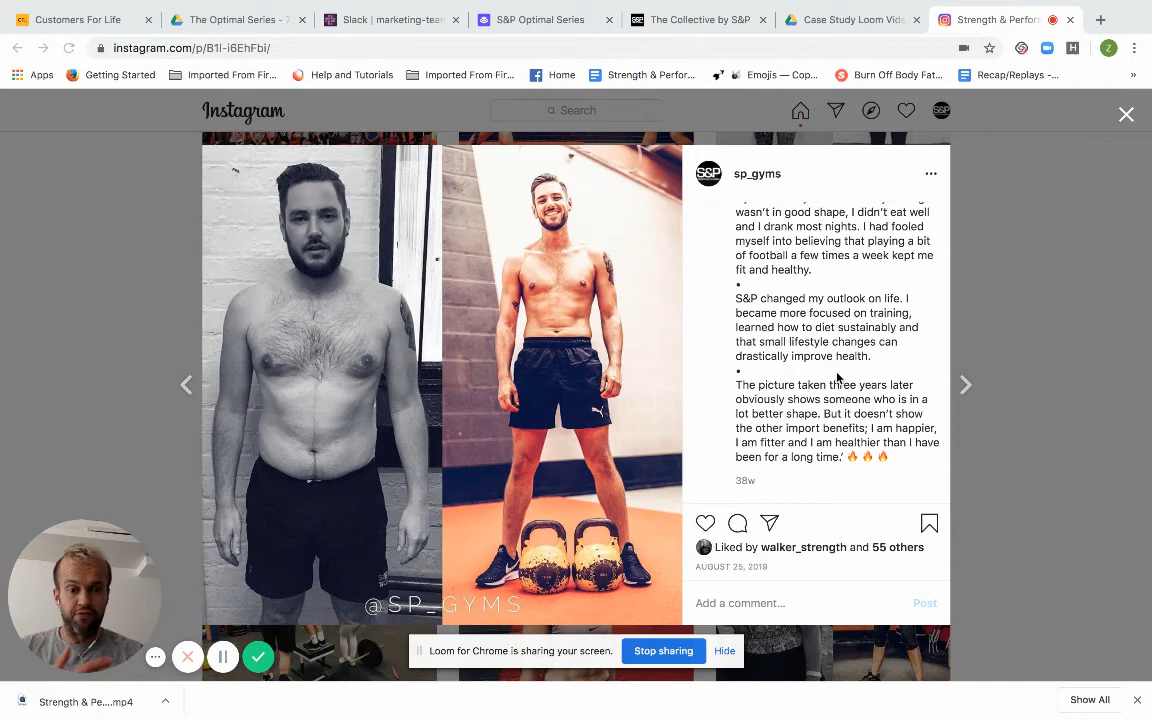 Customers For Life
The Optimal Series - 7
Slack | marketing-tean
S&P Optimal Series
The Collective by S&P
Case Study Loom Vide
Strength & Perfor
instagram.com/p/B1l-i6EhFbi/
Apps
Getting Started
Imported From Fir...
Help and Tutorials
Imported From Fir...
Home
Strength & Perfor...
Emojis — Cop...
Burn Off Body Fat...
Recap/Replays -...
»
Instagram
Search
S&P
S&P
sp_gyms
wasn't in good shape, I didn't eat well
and I drank most nights. I had fooled
myself into believing that playing a bit
of football a few times a week kept me
fit and healthy.
•
S&P changed my outlook on life. I
became more focused on training,
learned how to diet sustainably and
that small lifestyle changes can
drastically improve health.
•
The picture taken three years later
obviously shows someone who is in a
lot better shape. But it doesn't show
the other import benefits; I am happier,
I am fitter and I am healthier than I have
been for a long time.' 🔥 🔥 🔥
38w
Liked by walker_strength and 55 others
AUGUST 25, 2019
Add a comment... Post
@SP_GYMS
Loom for Chrome is sharing your screen. Stop sharing Hide
Strength & Pe....mp4
Show All